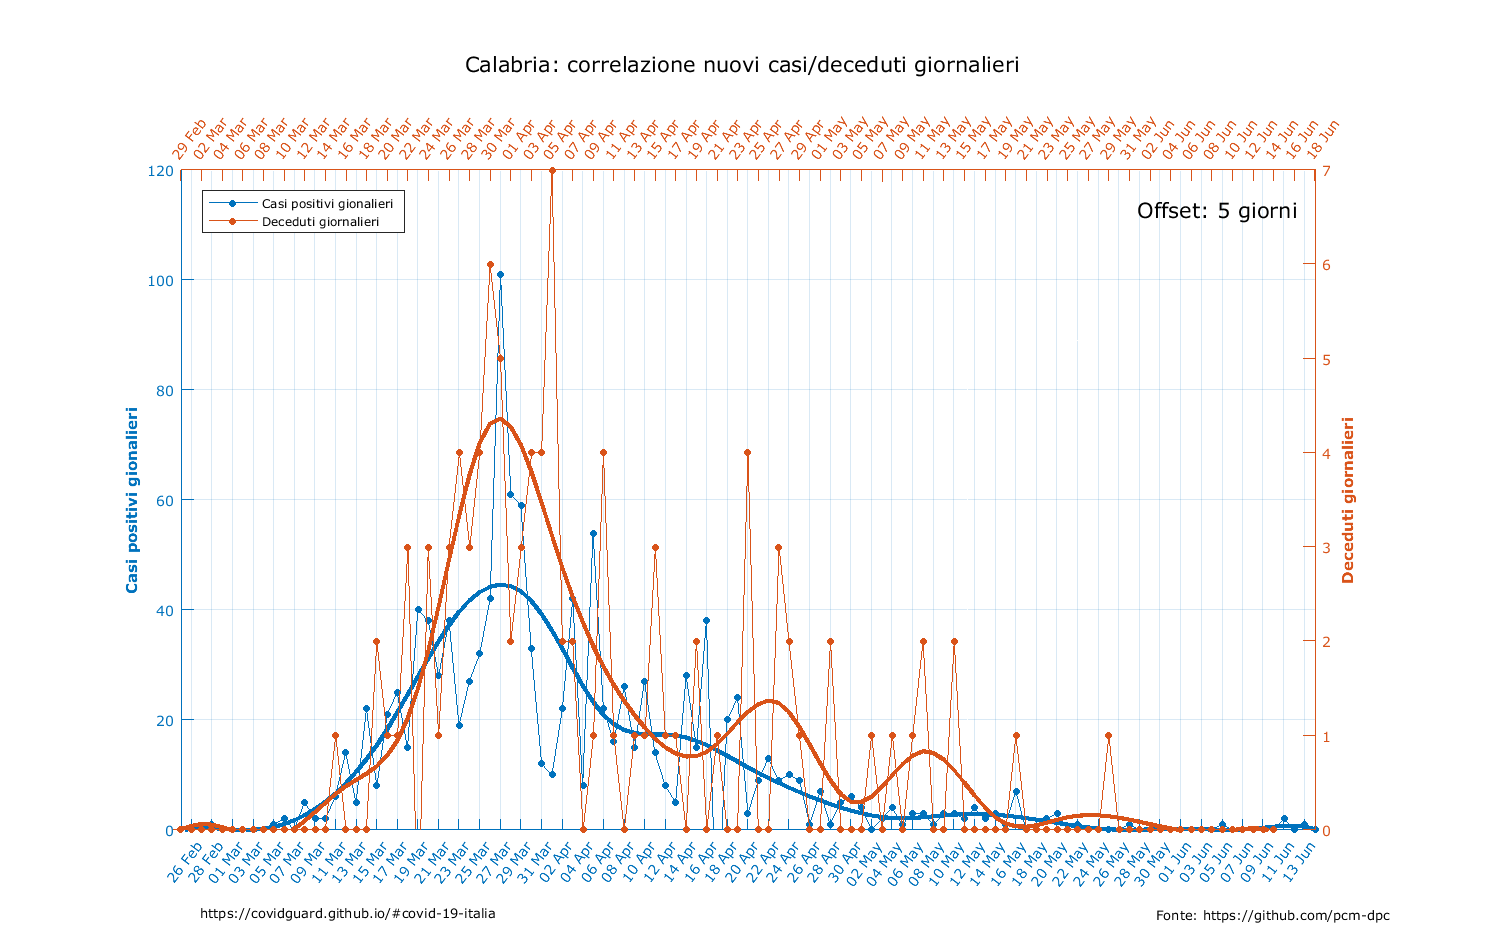 Calabria: correlazione nuovi casi/deceduti giornalieri
29 Feb 02 Mar 04 Mar 06 Mar 08 Mar 10 Mar 12 Mar 14 Mar 16 Mar 18 Mar 20 Mar 22 Mar 24 Mar 26 Mar 28 Mar 30 Mar 01 Apr 03 Apr 05 Apr 07 Apr 09 Apr 11 Apr 13 Apr 15 Apr 17 Apr 19 Apr 21 Apr 23 Apr 25 Apr 27 Apr 29 Apr 01 May 03 May 05 May 07 May 09 May 11 May 13 May 15 May 17 May 19 May 21 May 23 May 25 May 27 May 29 May 31 May 02 Jun 04 Jun 06 Jun 08 Jun 10 Jun 12 Jun 14 Jun 16 Jun 18 Jun
Casi positivi gionalieri
Deceduti giornalieri
Offset: 5 giorni
120
100
80
60
40
20
0
Casi positivi gionalieri
7
6
5
4
3
2
1
0
Deceduti giornalieri
26 Feb 28 Feb 01 Mar 03 Mar 05 Mar 07 Mar 09 Mar 11 Mar 13 Mar 15 Mar 17 Mar 19 Mar 21 Mar 23 Mar 25 Mar 27 Mar 29 Mar 31 Mar 02 Apr 04 Apr 06 Apr 08 Apr 10 Apr 12 Apr 14 Apr 16 Apr 18 Apr 20 Apr 22 Apr 24 Apr 26 Apr 28 Apr 30 Apr 02 May 04 May 06 May 08 May 10 May 12 May 14 May 16 May 18 May 20 May 22 May 24 May 26 May 28 May 30 May 01 Jun 03 Jun 05 Jun 07 Jun 09 Jun 11 Jun 13 Jun
https://covidguard.github.io/#covid-19-italia
Fonte: https://github.com/pcm-dpc